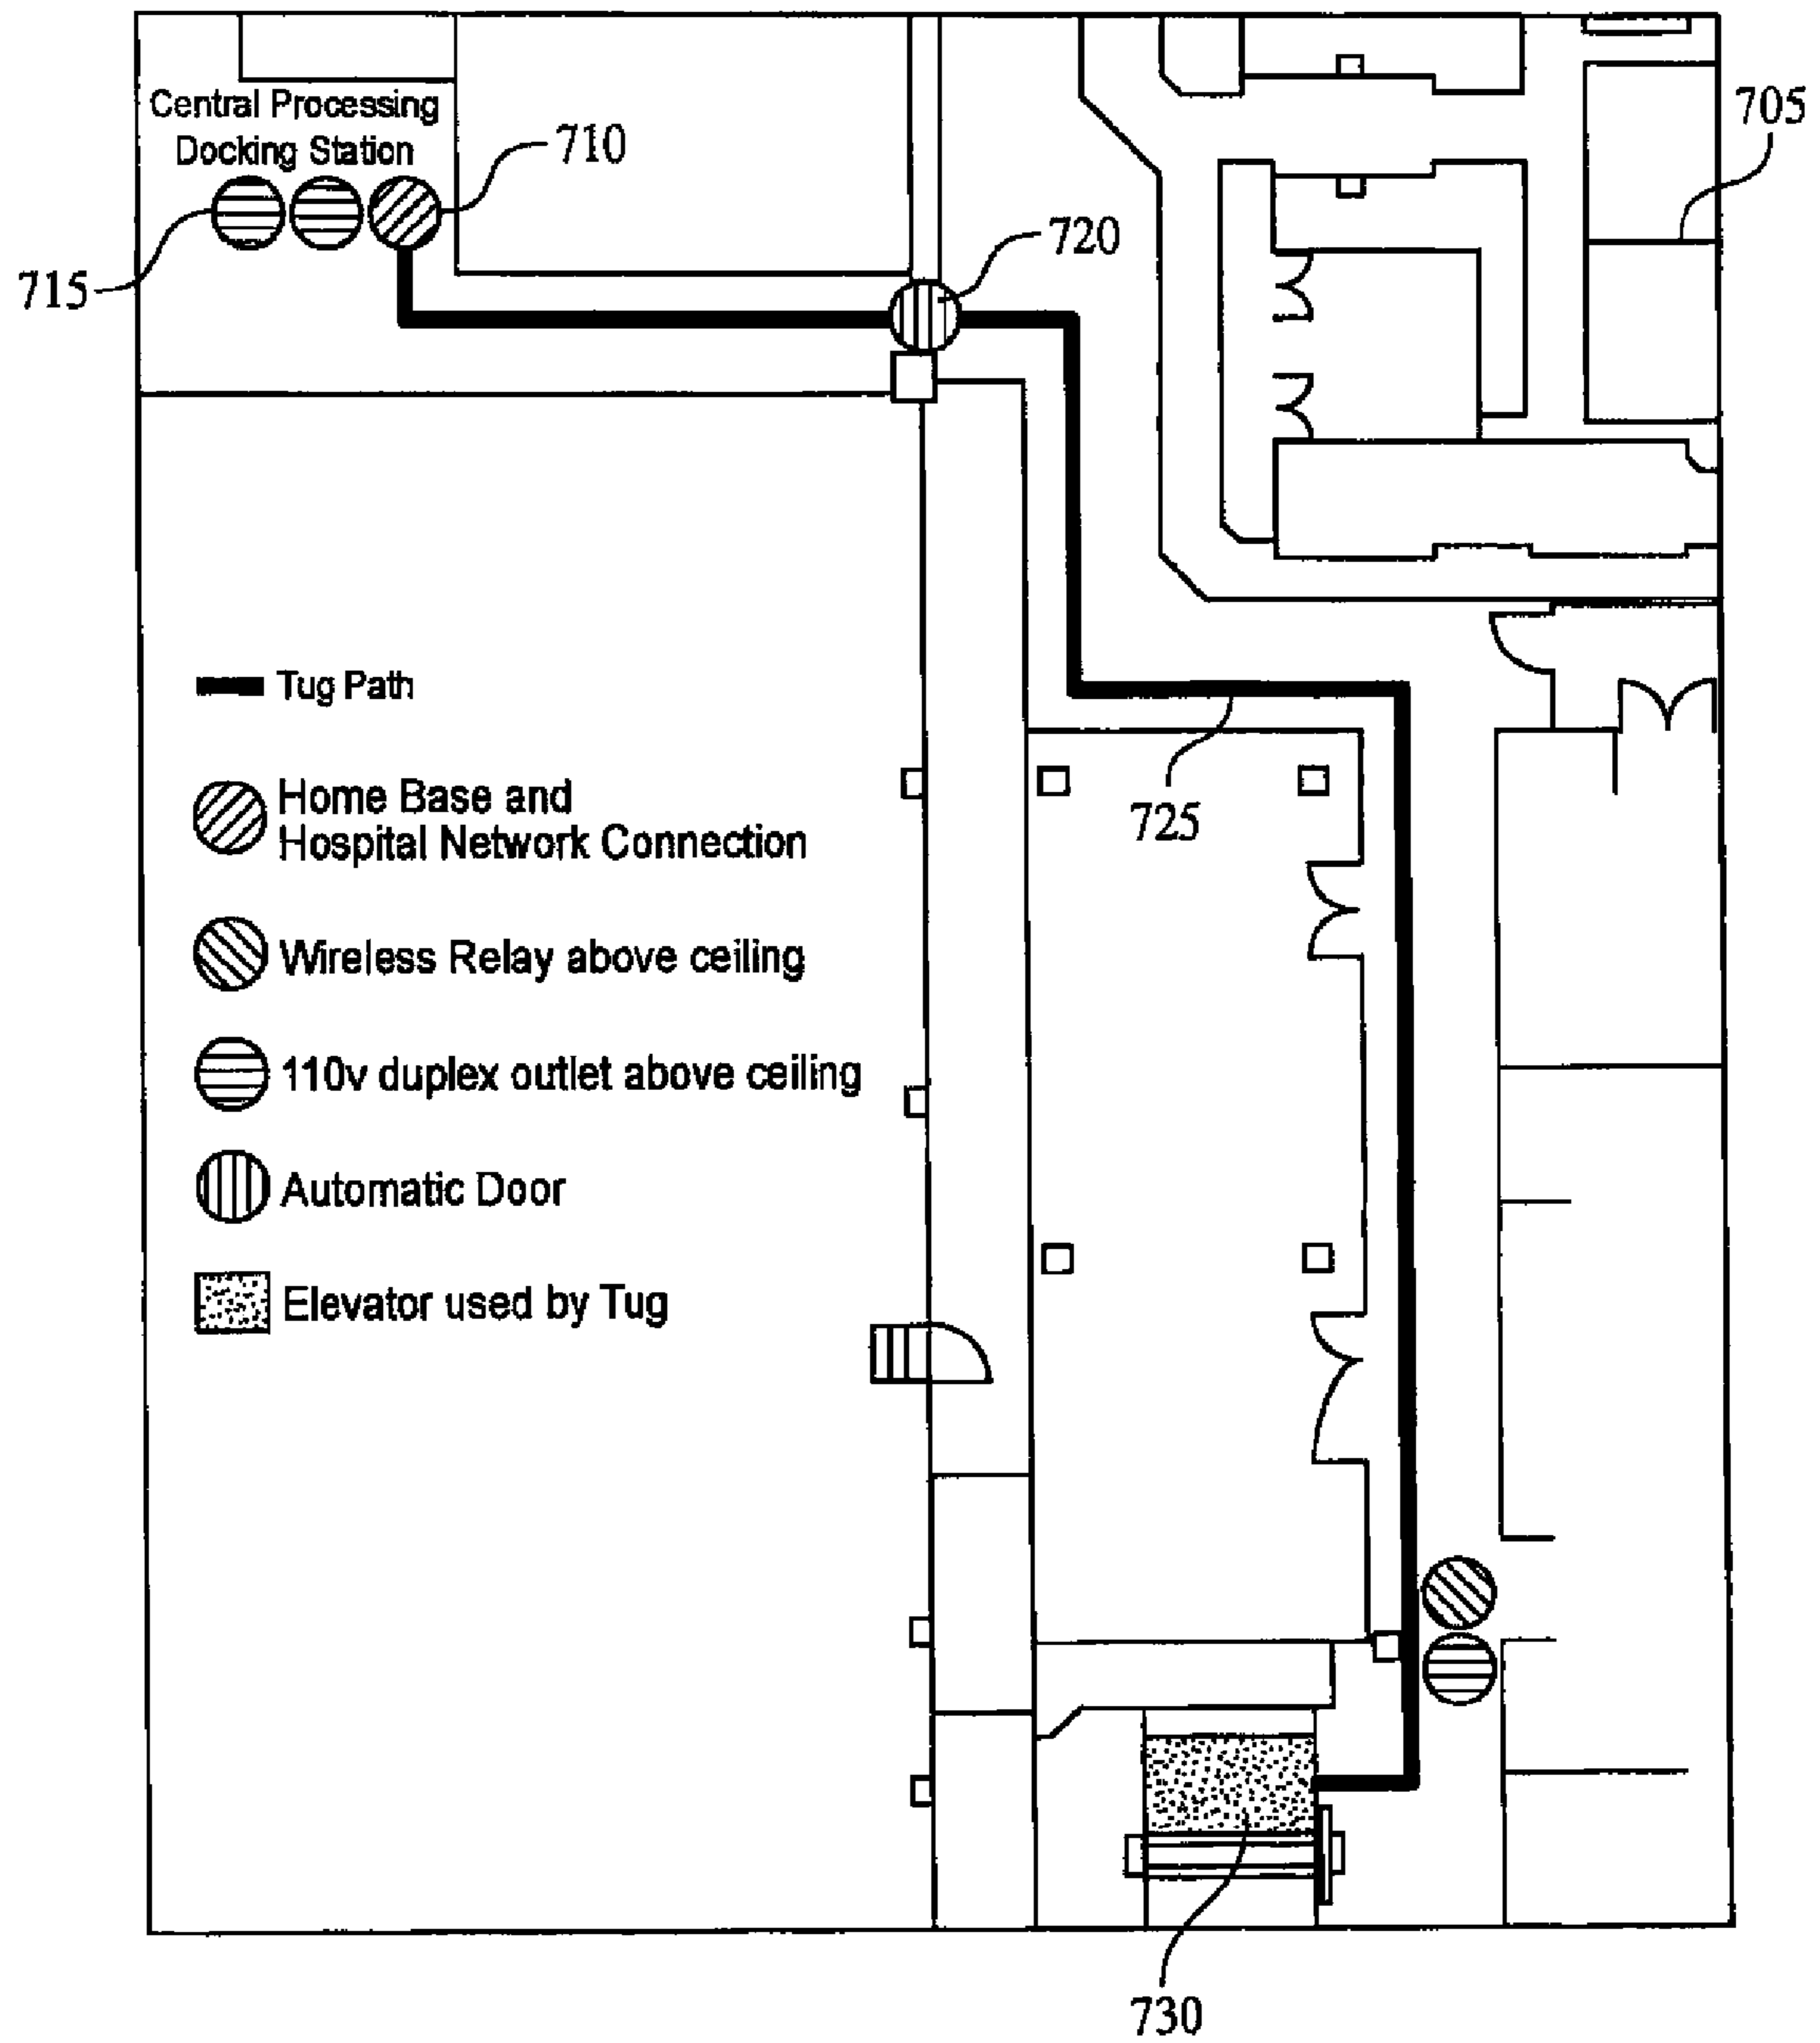 705
Central Processing
Docking Station
710
720
715
Tug Path
725
Home Base and
Hospital Network Connection
Wireless Relay above ceiling
110v duplex outlet above ceiling
Automatic Door
Elevator used by Tug
730